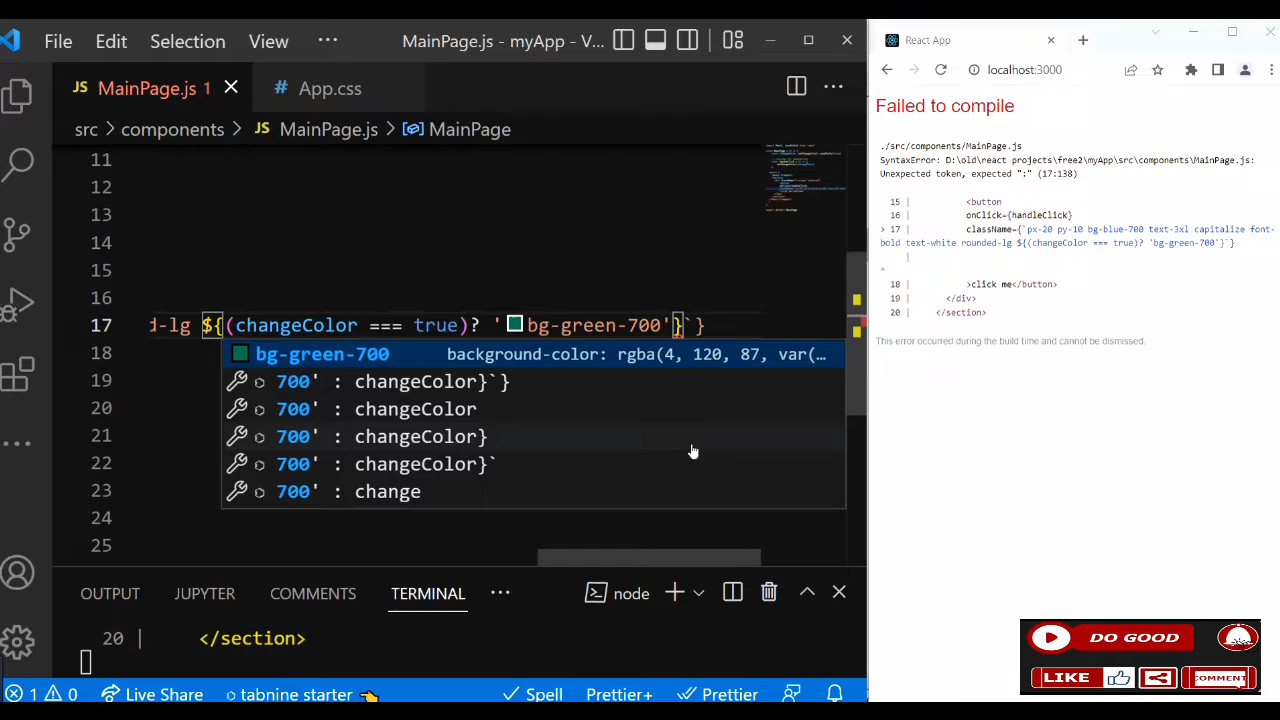 File Edit Selection View ··· MainPage.js - myApp - V...
MainPage.js 1 App.css
src > components > MainPage.js > MainPage
11
12
13
14
15
16
17 d-lg ${(changeColor === true)? 'bg-green-700'}`}
18 bg-green-700 background-color: rgba(4, 120, 87, var(…
19 700' : changeColor}`}
20 700' : changeColor
21 700' : changeColor}
22 700' : changeColor}`
23 700' : change
24
25
OUTPUT JUPYTER COMMENTS TERMINAL ··· node
20 | </section>
1 0 Live Share tabnine starter Spell Prettier+ Prettier
React App
localhost:3000
Failed to compile
./src/components/MainPage.js
SyntaxError: D:\old\react projects\free2\myApp\src\components\MainPage.js:
Unexpected token, expected ":" (17:138)
15 | <button
16 | onClick={handleClick}
> 17 | className={`px-20 py-10 bg-blue-700 text-3xl capitalize font-
bold text-white rounded-lg ${(changeColor === true)? 'bg-green-700'}`}
|
^
18 | >click me</button>
19 | </div>
20 | </section>
This error occurred during the build time and cannot be dismissed.
DO GOOD
LIKE COMMENT